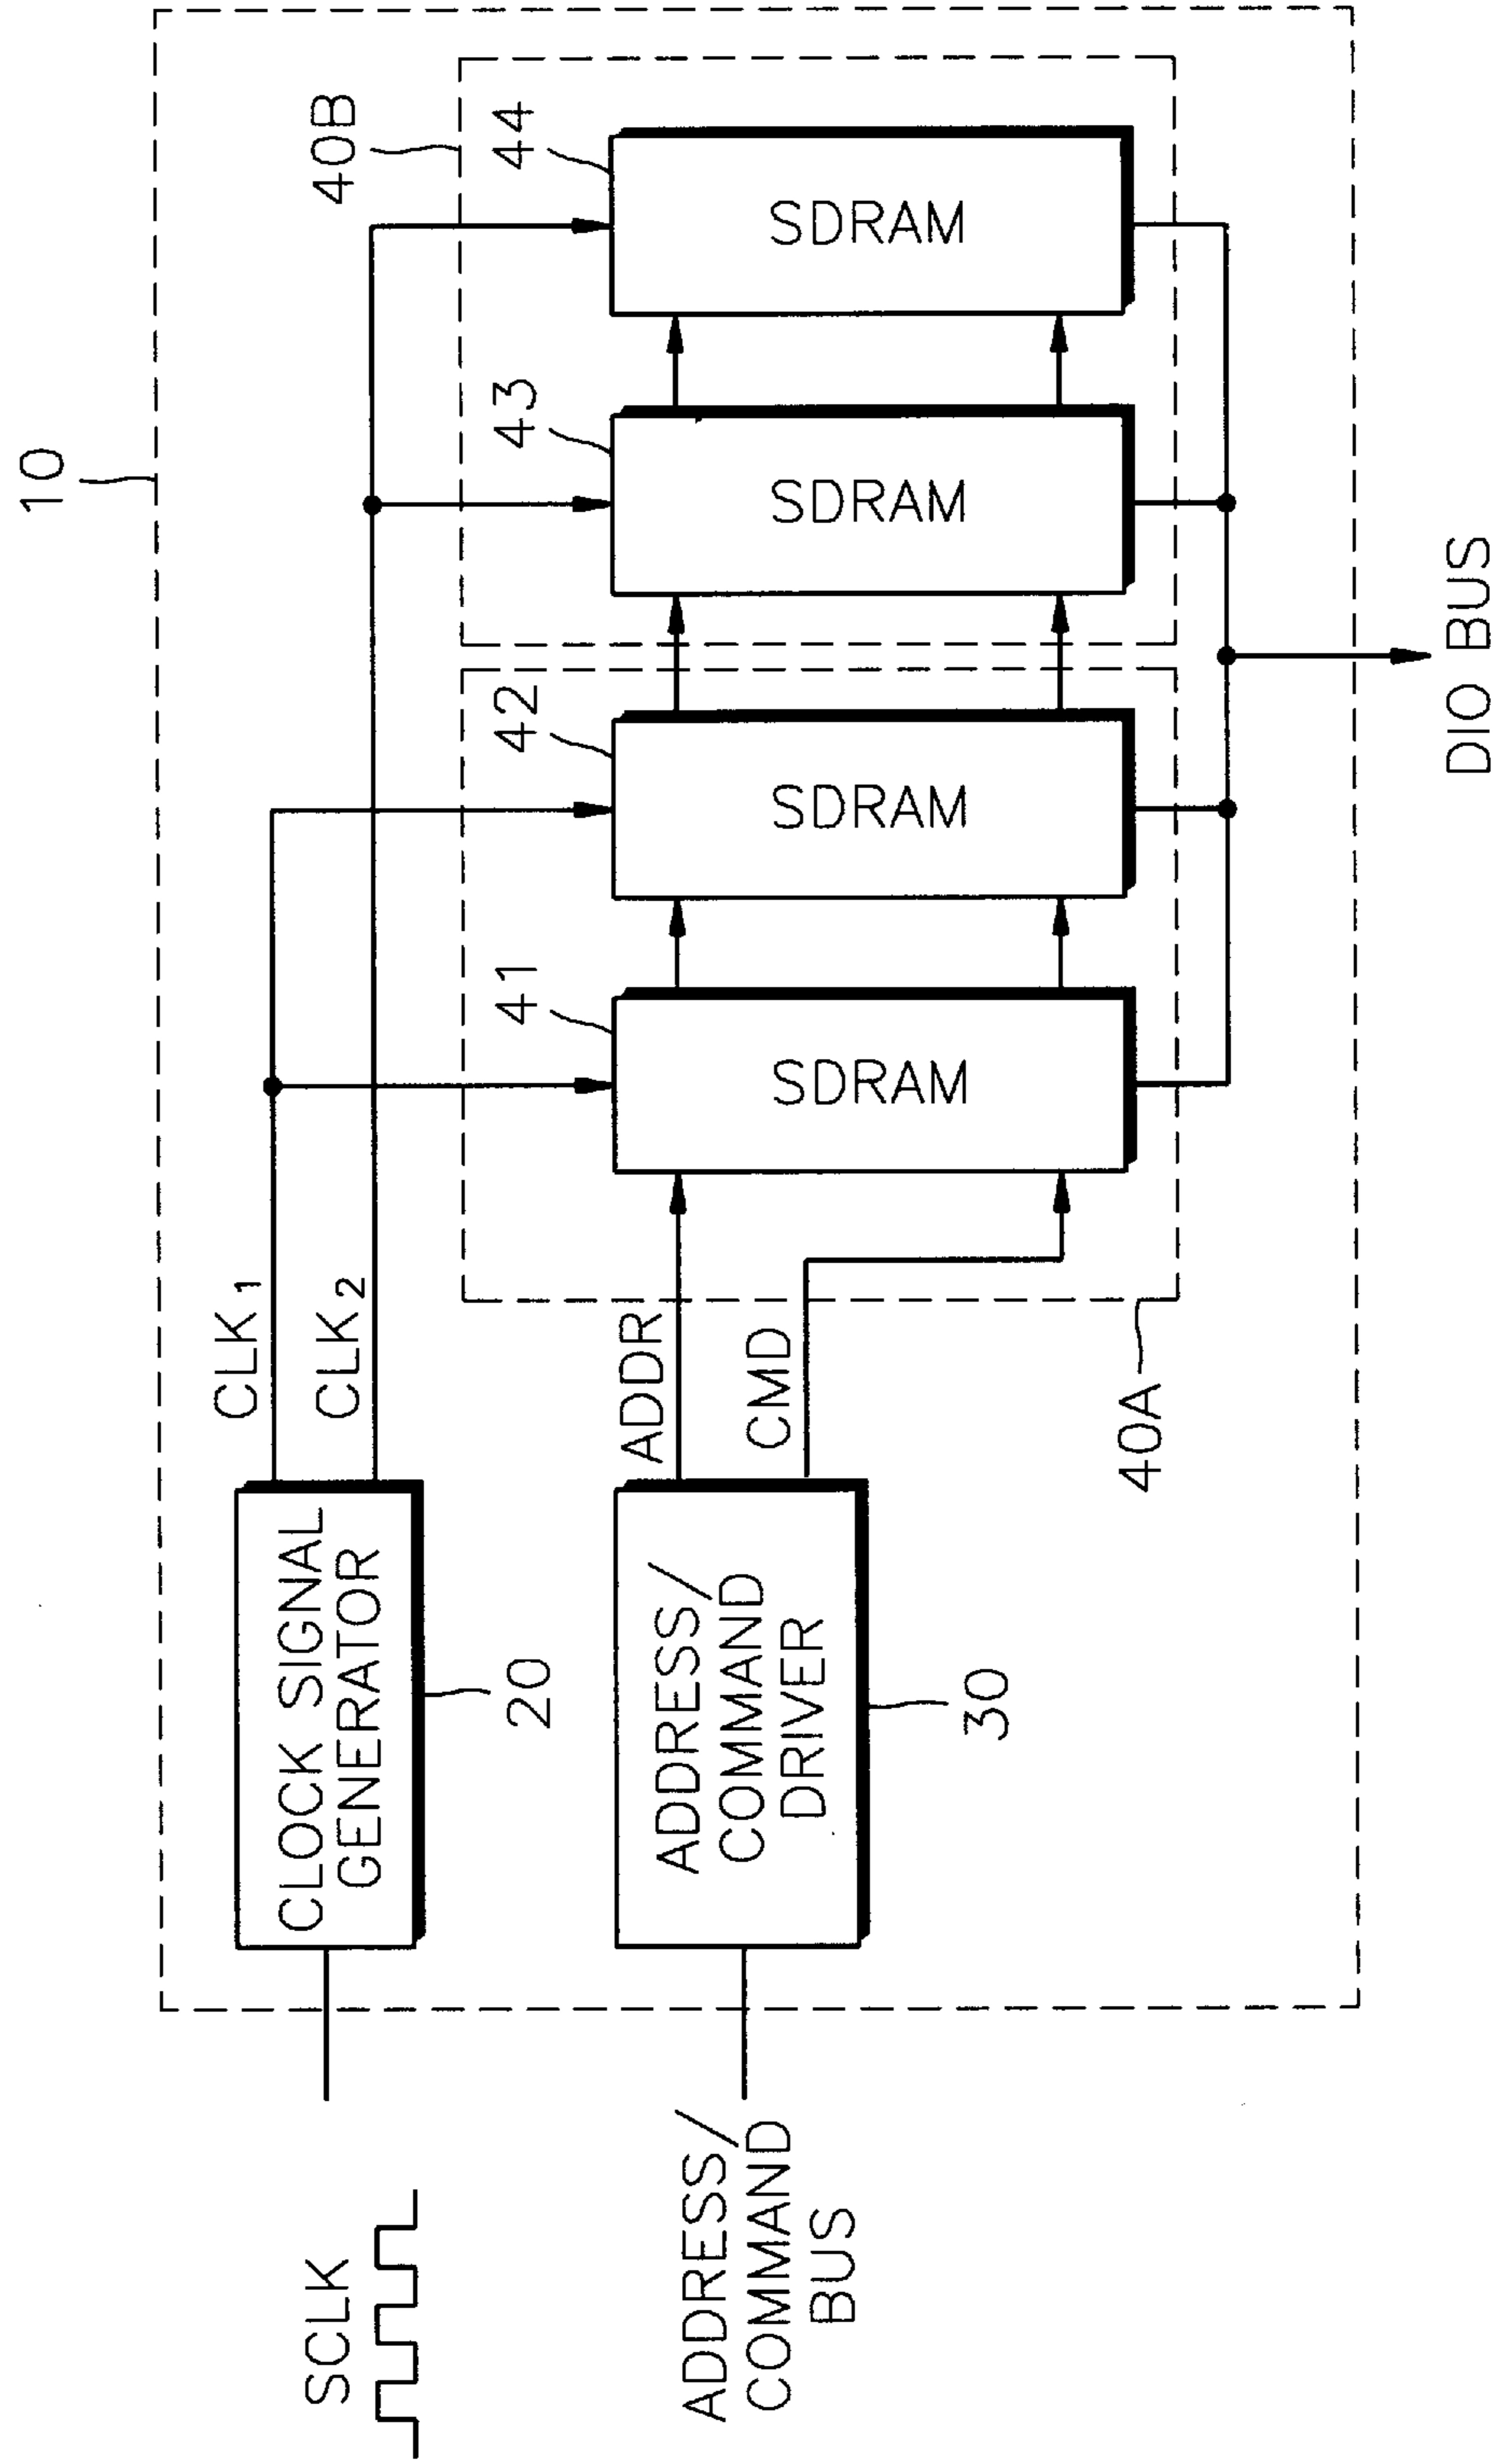 10
40B
CLK1
CLK2
41
42
43
44
CLOCK SIGNAL
GENERATOR
20
SCLK
SDRAM
SDRAM
SDRAM
SDRAM
ADDR
CMD
ADDRESS/
COMMAND
DRIVER
30
ADDRESS/
COMMAND
BUS
40A
DIO BUS